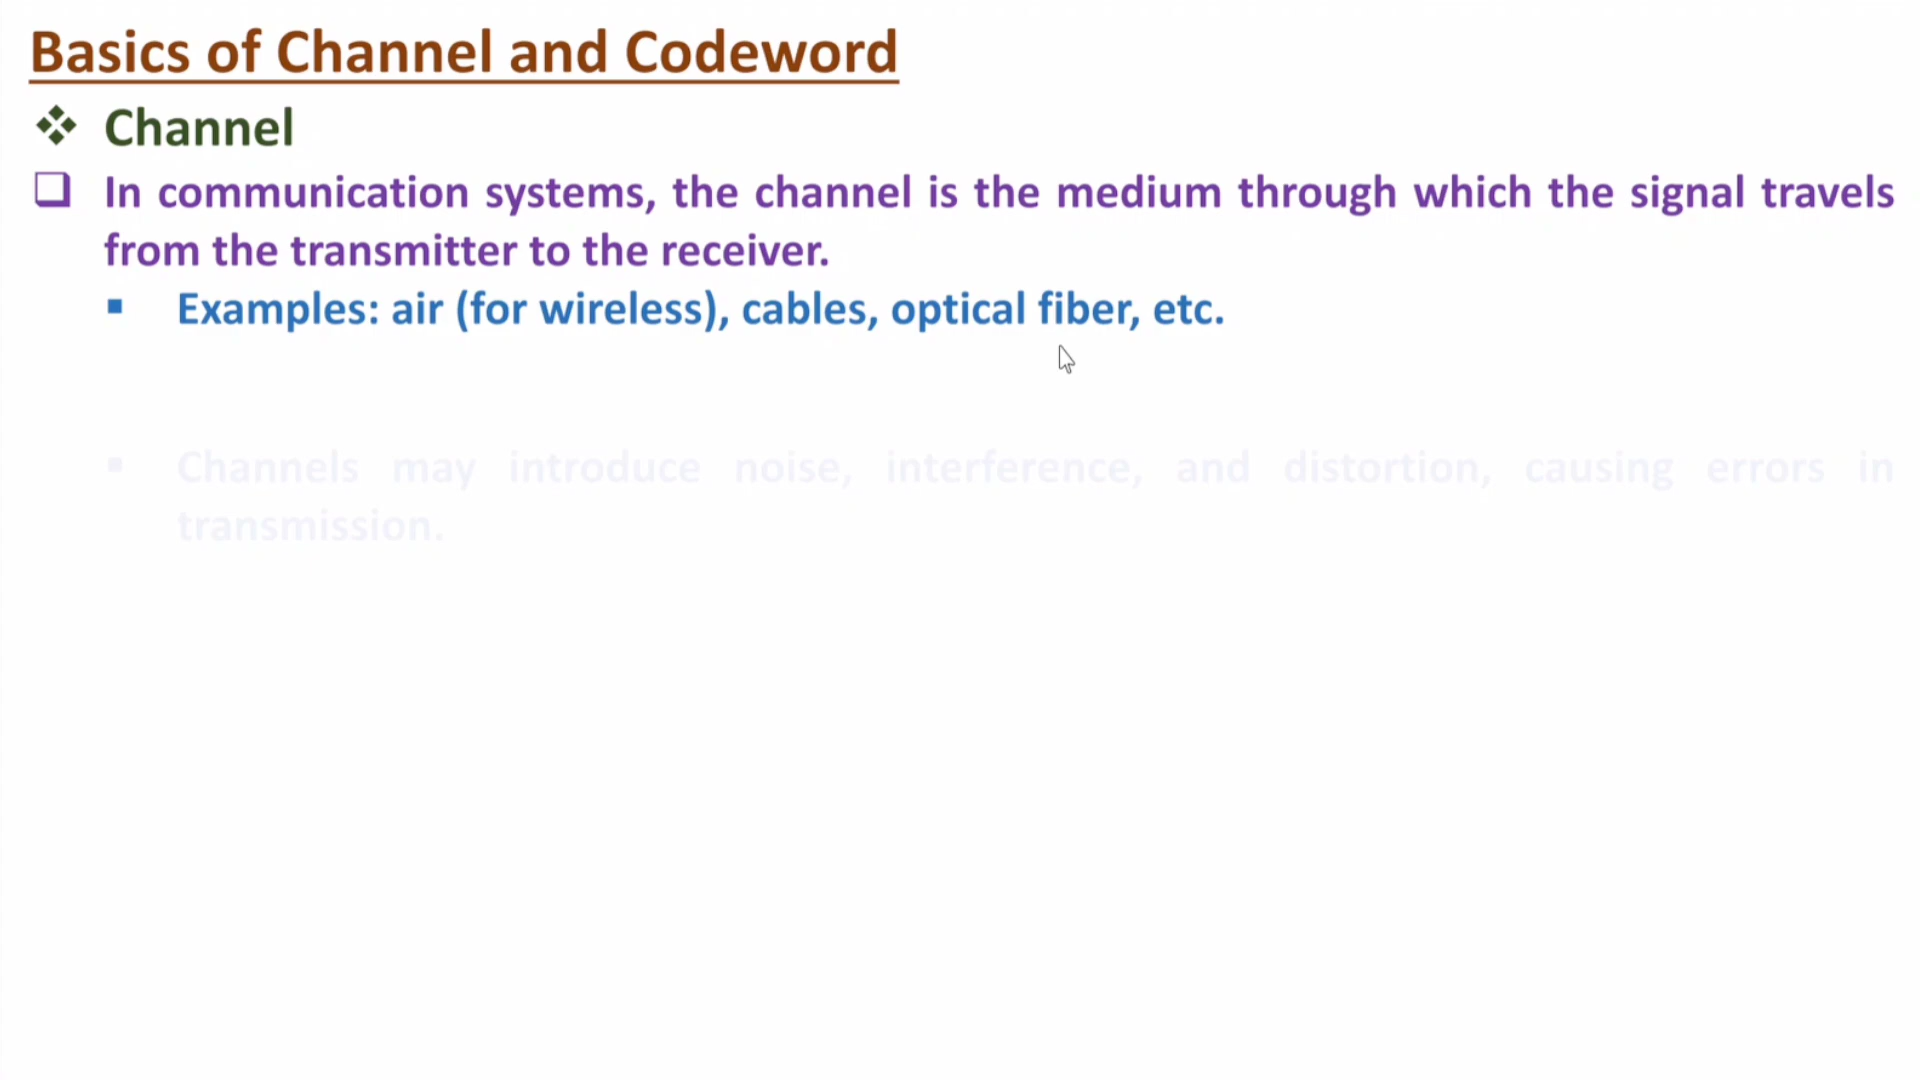 Basics of Channel and Codeword
❖ Channel
❑ In communication systems, the channel is the medium through which the signal travels
from the transmitter to the receiver.
▪ Examples: air (for wireless), cables, optical fiber, etc.
▪ Channels may introduce noise, interference, and distortion, causing errors in
transmission.